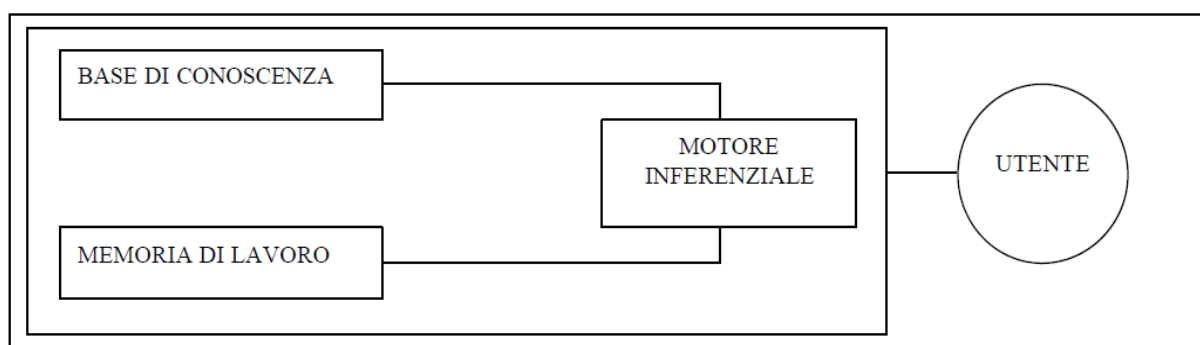 BASE DI CONOSCENZA
MOTORE
INFERENZIALE
UTENTE
MEMORIA DI LAVORO